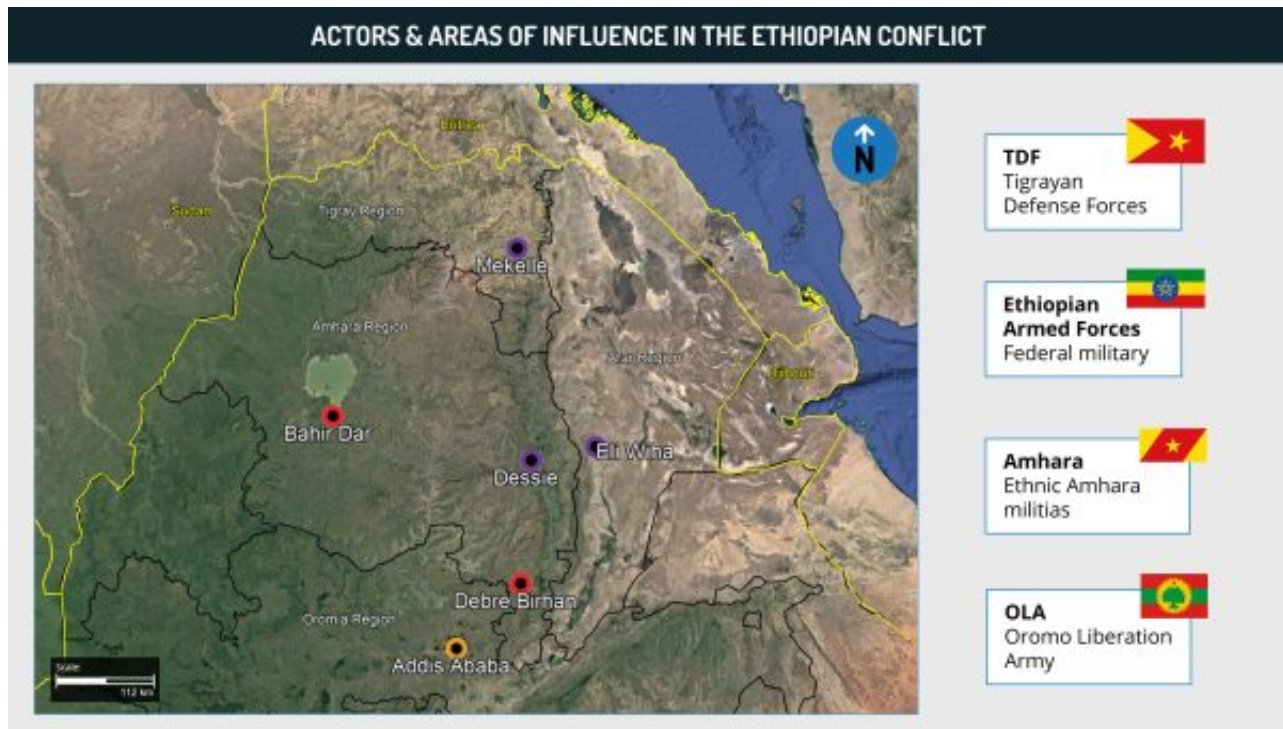 ACTORS & AREAS OF INFLUENCE IN THE ETHIOPIAN CONFLICT
Eritrea
N
Sudan
Tigray Region
Mekelle
Amhara Region
Afar Region
Djibouti
Bahir Dar
Eli Wiha
Dessie
Debre Birhan
Oromia Region
Addis Ababa
Scale
112 km
TDF
Tigrayan
Defense Forces
Ethiopian
Armed Forces
Federal military
Amhara
Ethnic Amhara
militias
OLA
Oromo Liberation
Army